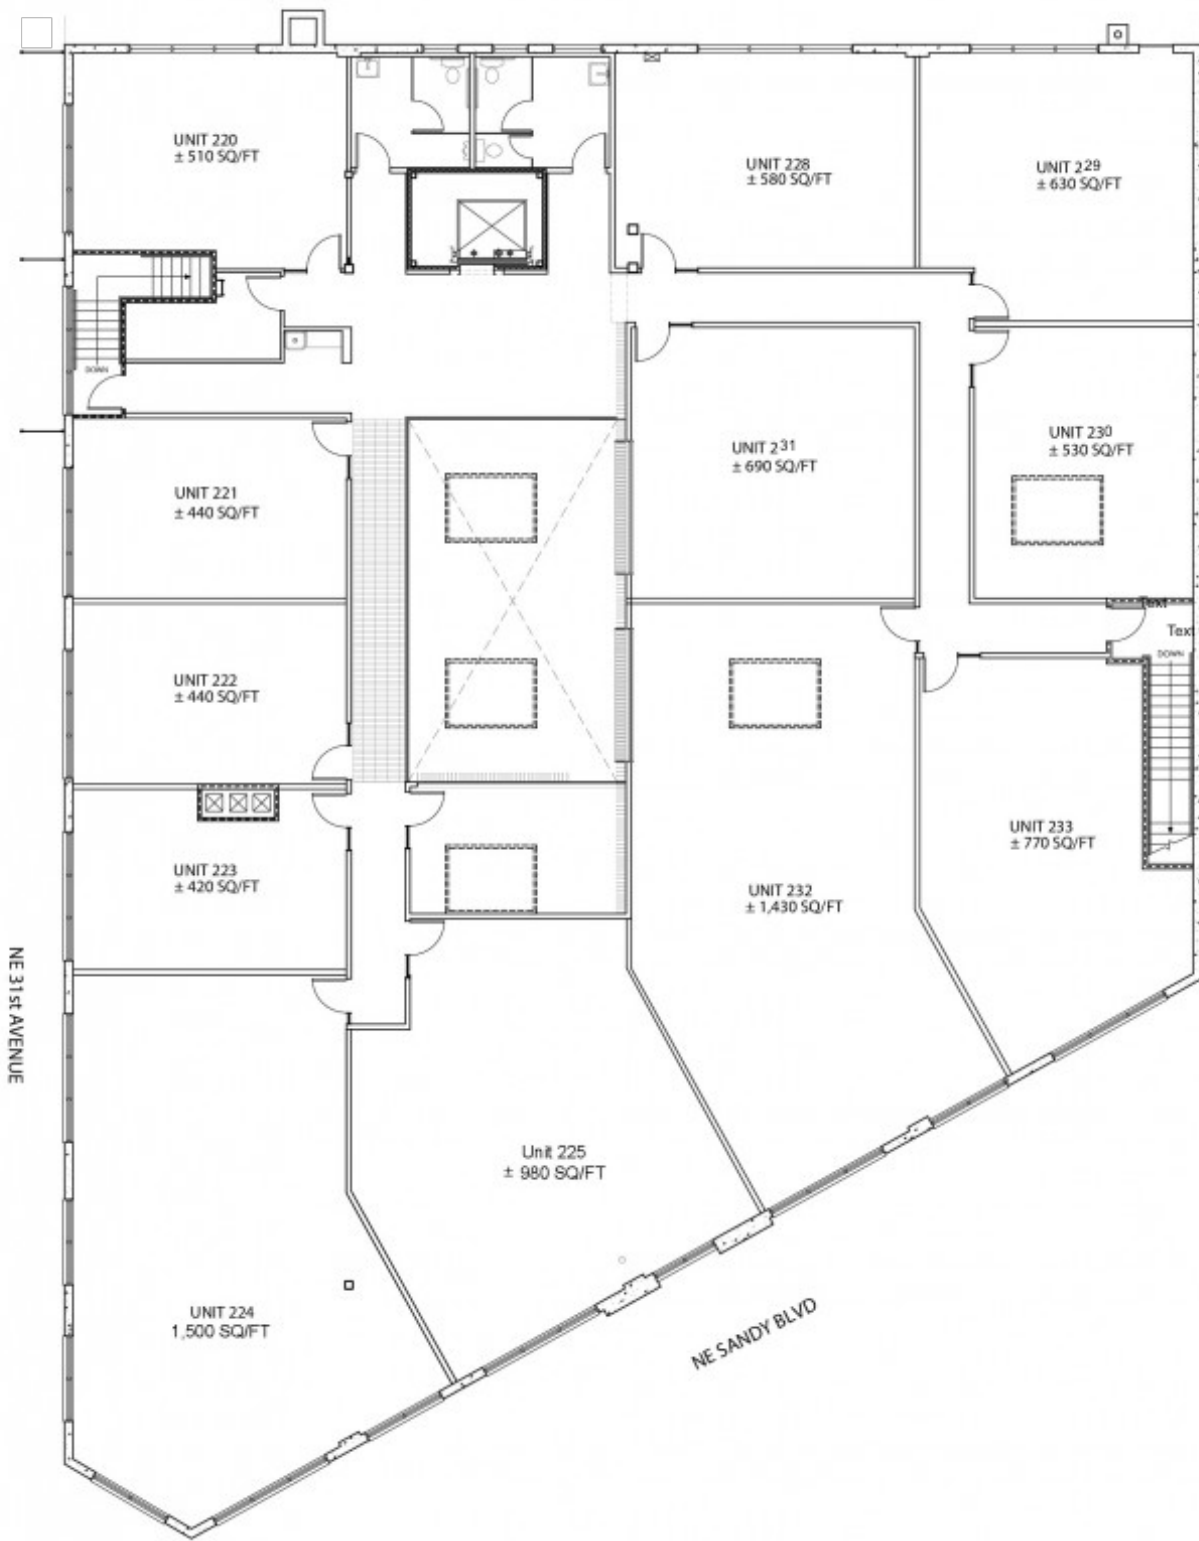 UNIT 220
± 510 SQ/FT
UNIT 228
± 580 SQ/FT
UNIT 229
± 630 SQ/FT
DOWN
UNIT 221
± 440 SQ/FT
UNIT 231
± 690 SQ/FT
UNIT 230
± 530 SQ/FT
Text
Text
DOWN
UNIT 222
± 440 SQ/FT
UNIT 223
± 420 SQ/FT
UNIT 232
± 1,430 SQ/FT
UNIT 233
± 770 SQ/FT
NE 31st AVENUE
Unit 225
± 980 SQ/FT
UNIT 224
1,500 SQ/FT
NE SANDY BLVD